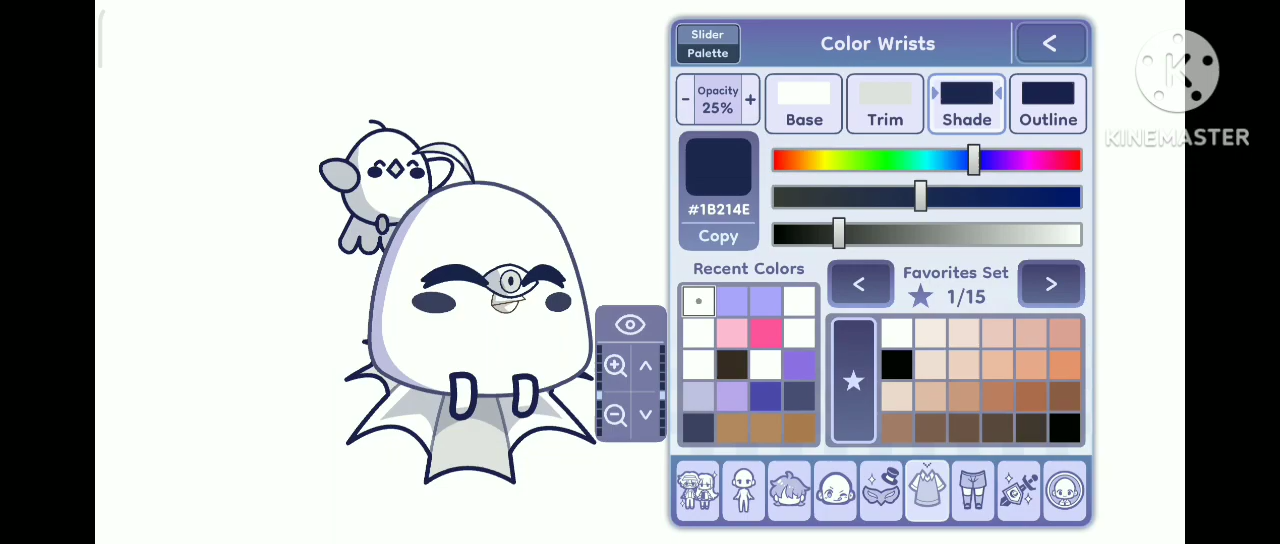 Slider
Palette
Color Wrists
<
- Opacity 25% +
Base
Trim
Shade
Outline
#1B214E
Copy
Recent Colors
<
Favorites Set
1/15
>
KINEMASTER